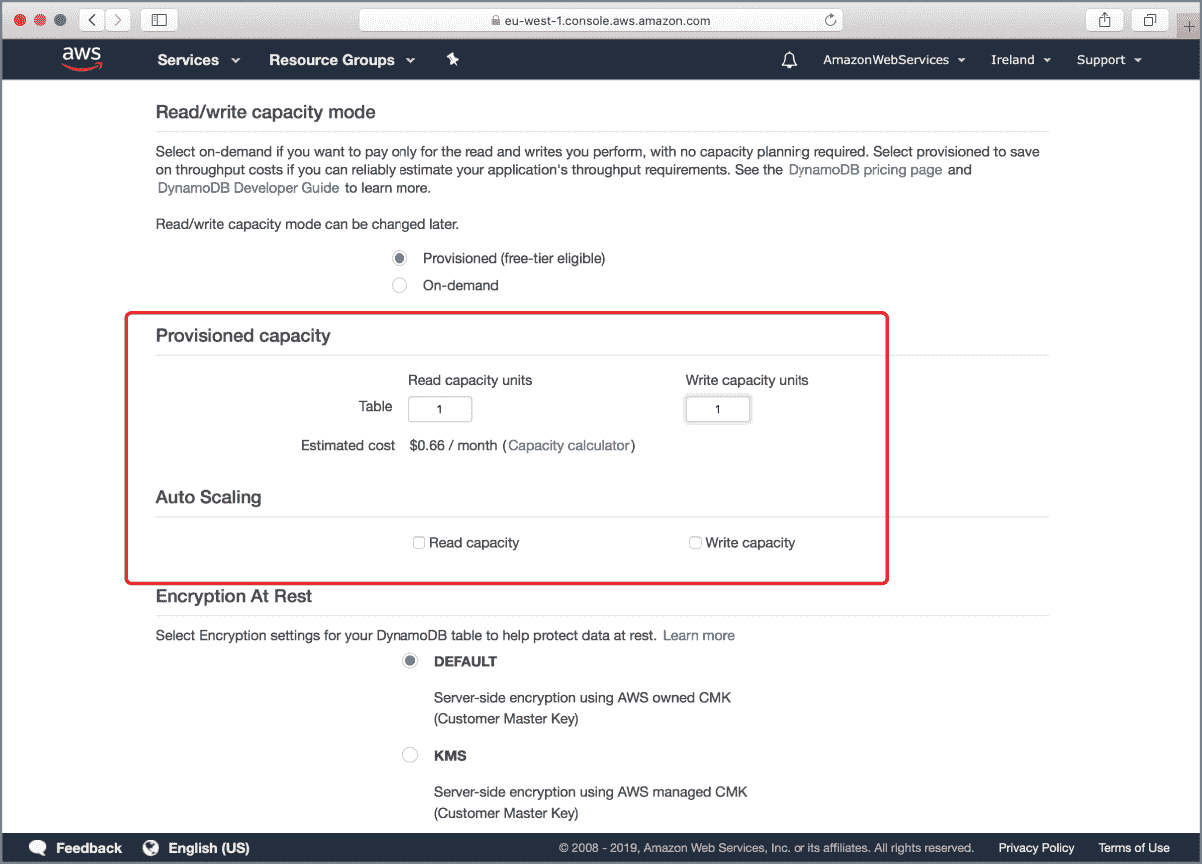 eu-west-1.console.aws.amazon.com
aws Services Resource Groups AmazonWebServices Ireland Support
Read/write capacity mode
Select on-demand if you want to pay only for the read and writes you perform, with no capacity planning required. Select provisioned to save
on throughput costs if you can reliably estimate your application's throughput requirements. See the DynamoDB pricing page and
DynamoDB Developer Guide to learn more.
Read/write capacity mode can be changed later.
Provisioned (free-tier eligible)
On-demand
Provisioned capacity
Read capacity units Write capacity units
Table 1 1
Estimated cost $0.66 / month (Capacity calculator)
Auto Scaling
Read capacity Write capacity
Encryption At Rest
Select Encryption settings for your DynamoDB table to help protect data at rest. Learn more
DEFAULT
Server-side encryption using AWS owned CMK
(Customer Master Key)
KMS
Server-side encryption using AWS managed CMK
(Customer Master Key)
Feedback English (US) © 2008 - 2019, Amazon Web Services, Inc. or its affiliates. All rights reserved. Privacy Policy Terms of Use